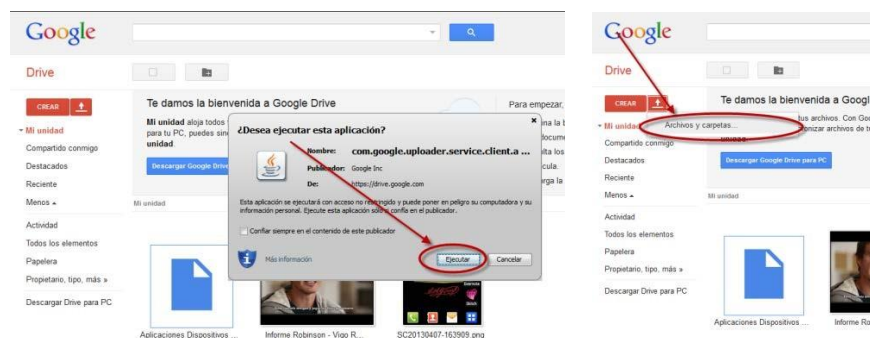 Google
Drive
CREAR
Mi unidad
Compartido conmigo
Destacados
Reciente
Menos
Actividad
Todos los elementos
Papelera
Propietario, tipo, más »
Descargar Drive para PC
Te damos la bienvenida a Google Drive
Mi unidad aloja todos
para tu PC, puedes
unidad
Descargar Google Drive
Mi unidad
Para empezar,
¿Desea ejecutar esta aplicación?
Nombre: com.google.uploader.service.client.a ...
Publicador: Google Inc
De: https://drive.google.com
Esta aplicación se ejecutará con acceso no restringido y puede poner en peligro su computadora y su
información personal. Ejecute esta aplicación sólo si confía en el publicador.
Confiar siempre en el contenido de este publicador
Más información
Ejecutar
Cancelar
Aplicaciones Dispositivos ...
Informe Robinson - Vigo R...
SC20130407-163909.png
Google
Drive
CREAR
Archivos y carpetas...
Mi unidad
Compartido conmigo
Destacados
Reciente
Menos
Actividad
Todos los elementos
Papelera
Propietario, tipo, más »
Descargar Drive para PC
Te damos la bienvenida a Googl
tus archivos. Con Goo
Descargar Google Drive para PC
Mi unidad
Aplicaciones Dispositivos ...
Informe Ro